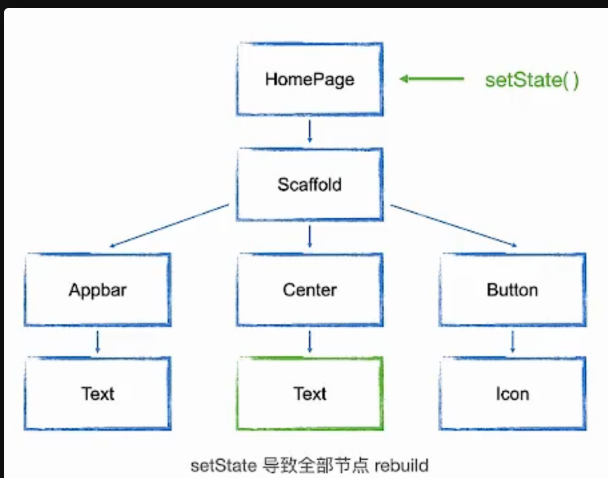 HomePage
setState()
Scaffold
Appbar
Center
Button
Text
Text
Icon
setState 导致全部节点 rebuild